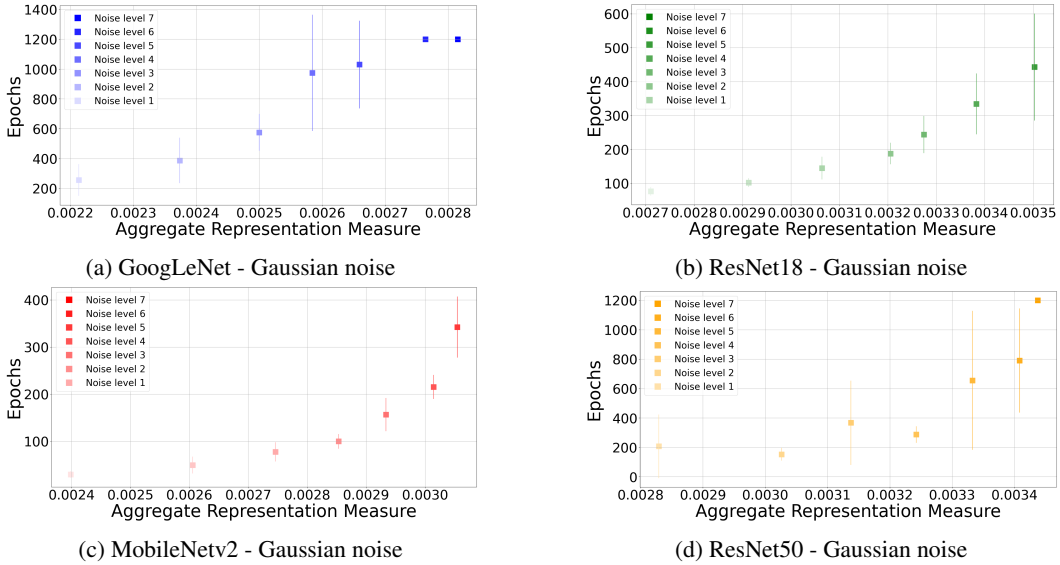 Noise level 7
Noise level 6
Noise level 5
Noise level 4
Noise level 3
Noise level 2
Noise level 1
1400
1200
1000
800
600
400
200
Epochs
0.0022 0.0023 0.0024 0.0025 0.0026 0.0027 0.0028
Aggregate Representation Measure
(a) GoogLeNet - Gaussian noise
Noise level 7
Noise level 6
Noise level 5
Noise level 4
Noise level 3
Noise level 2
Noise level 1
600
500
400
300
200
100
Epochs
0.0027 0.0028 0.0029 0.0030 0.0031 0.0032 0.0033 0.0034 0.0035
Aggregate Representation Measure
(b) ResNet18 - Gaussian noise
Noise level 7
Noise level 6
Noise level 5
Noise level 4
Noise level 3
Noise level 2
Noise level 1
400
300
200
100
Epochs
0.0024 0.0025 0.0026 0.0027 0.0028 0.0029 0.0030
Aggregate Representation Measure
(c) MobileNetv2 - Gaussian noise
Noise level 7
Noise level 6
Noise level 5
Noise level 4
Noise level 3
Noise level 2
Noise level 1
1200
1000
800
600
400
200
0
Epochs
0.0028 0.0029 0.0030 0.0031 0.0032 0.0033 0.0034
Aggregate Representation Measure
(d) ResNet50 - Gaussian noise